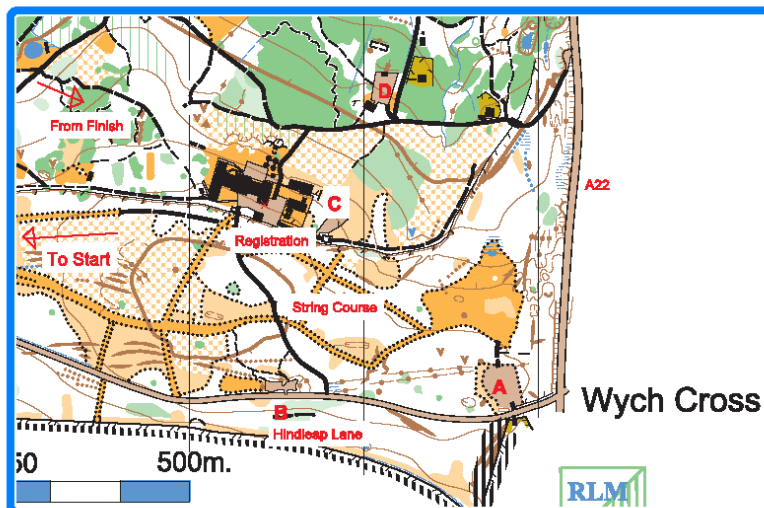 D
From Finish
A22
C
Registration
To Start
String Course
A
Wych Cross
B
Hindleap Lane
50
500m.
RLM